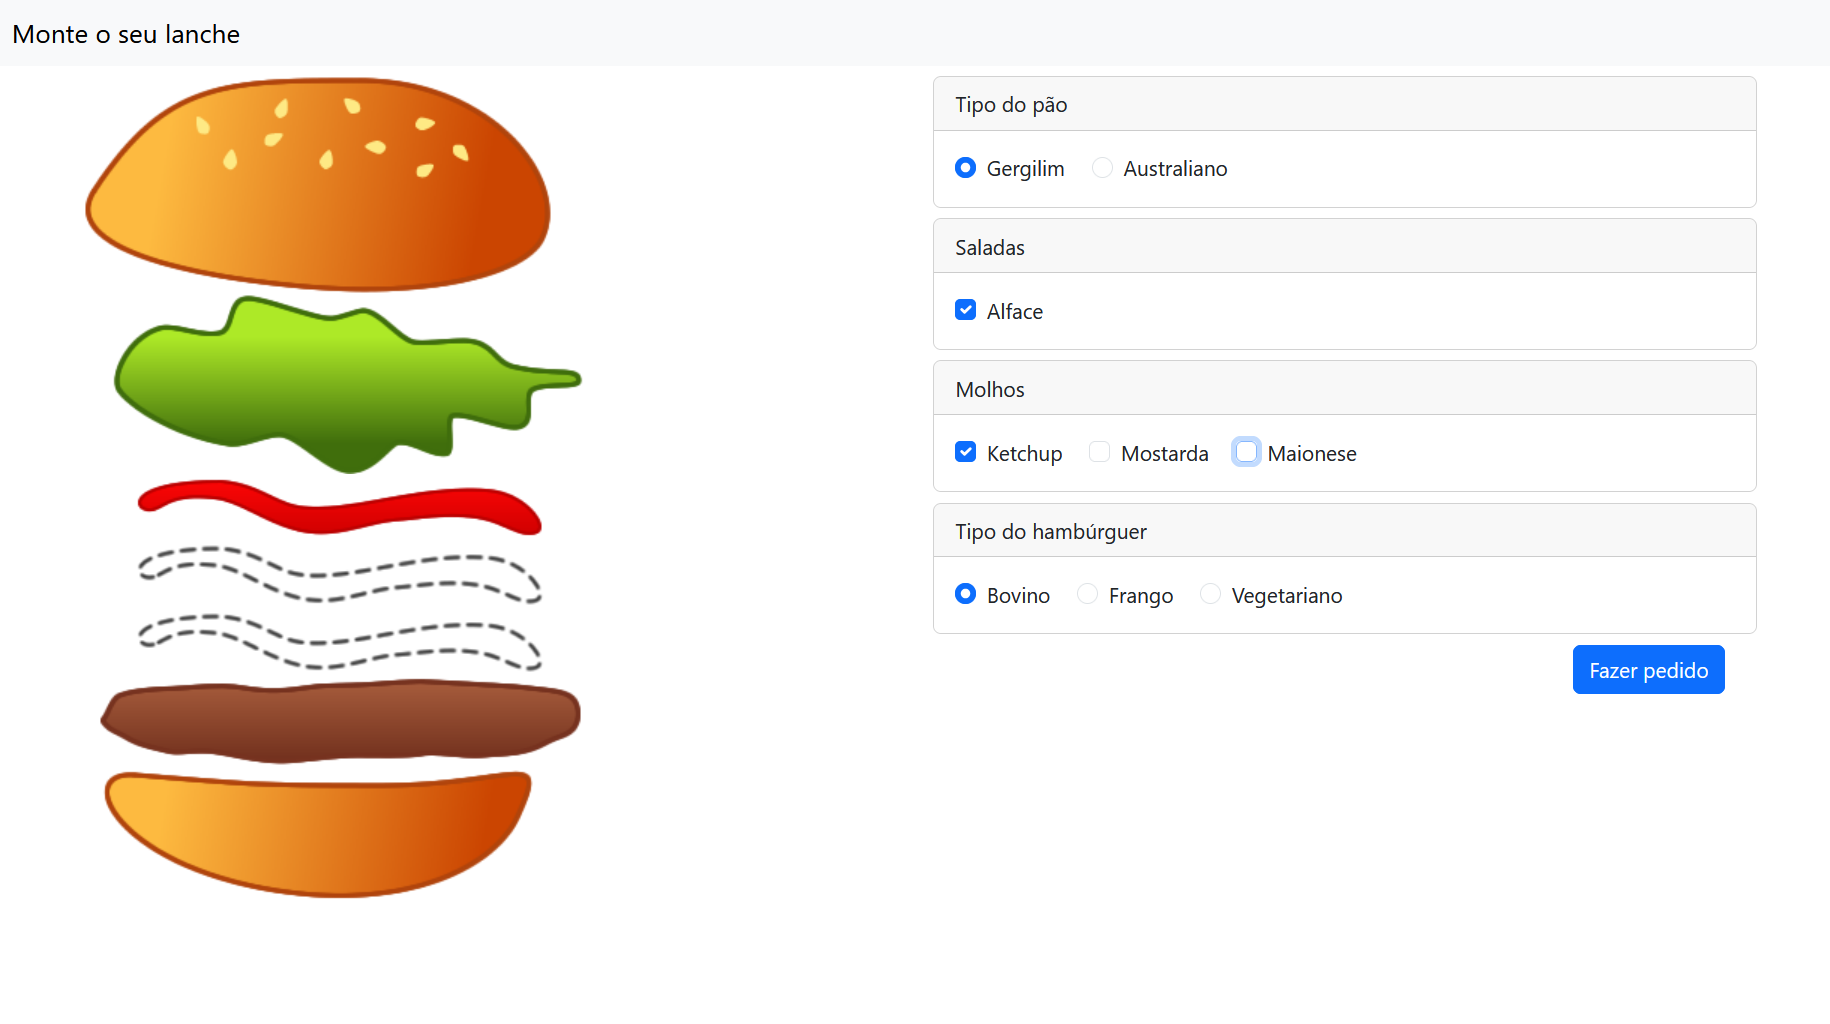 Monte o seu lanche
Tipo do pão
Gergilim Australiano
Saladas
Alface
Molhos
Ketchup Mostarda Maionese
Tipo do hambúrguer
Bovino Frango Vegetariano
Fazer pedido